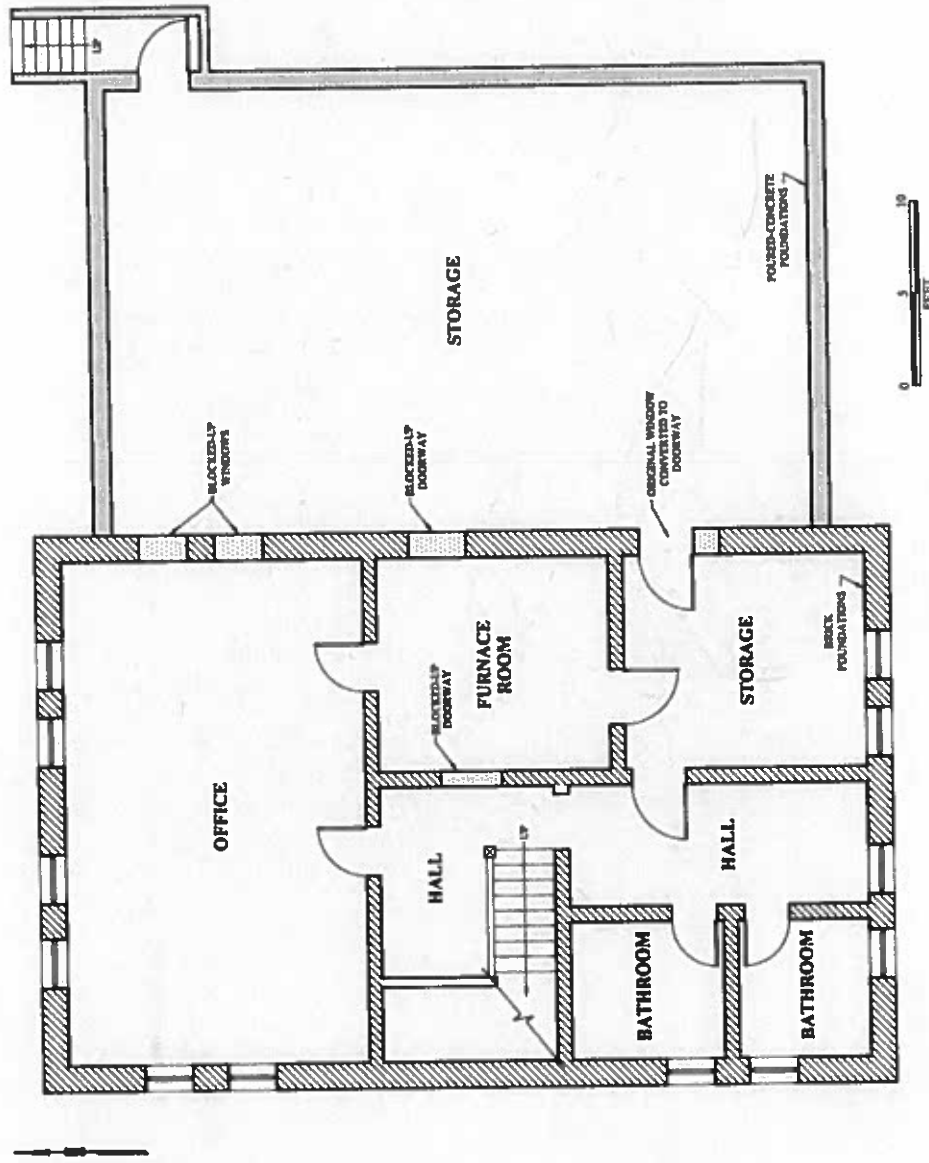 UP
STORAGE
POURED-CONCRETE
FOUNDATIONS
BLOCKED-UP
WINDOWS
BLOCKED-UP
DOORWAY
ORIGINAL WINDOW
CONVERTED TO
DOORWAY
0 5 10
FEET
OFFICE
FURNACE
ROOM
BLOCKED-UP
DOORWAY
STORAGE
BRICK
FOUNDATIONS
HALL
UP
HALL
BATHROOM
BATHROOM